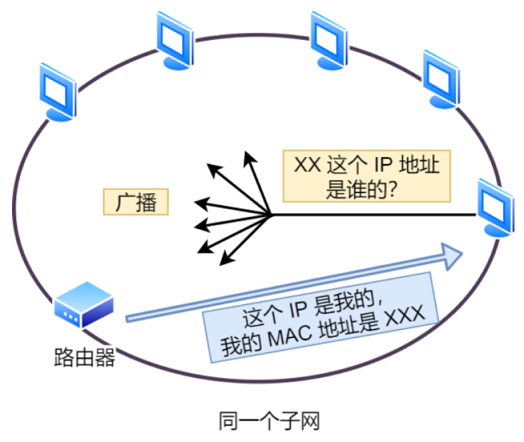 XX 这个 IP 地址
是谁的？
广播
这个 IP 是我的，
我的 MAC 地址是 XXX
路由器
同一个子网